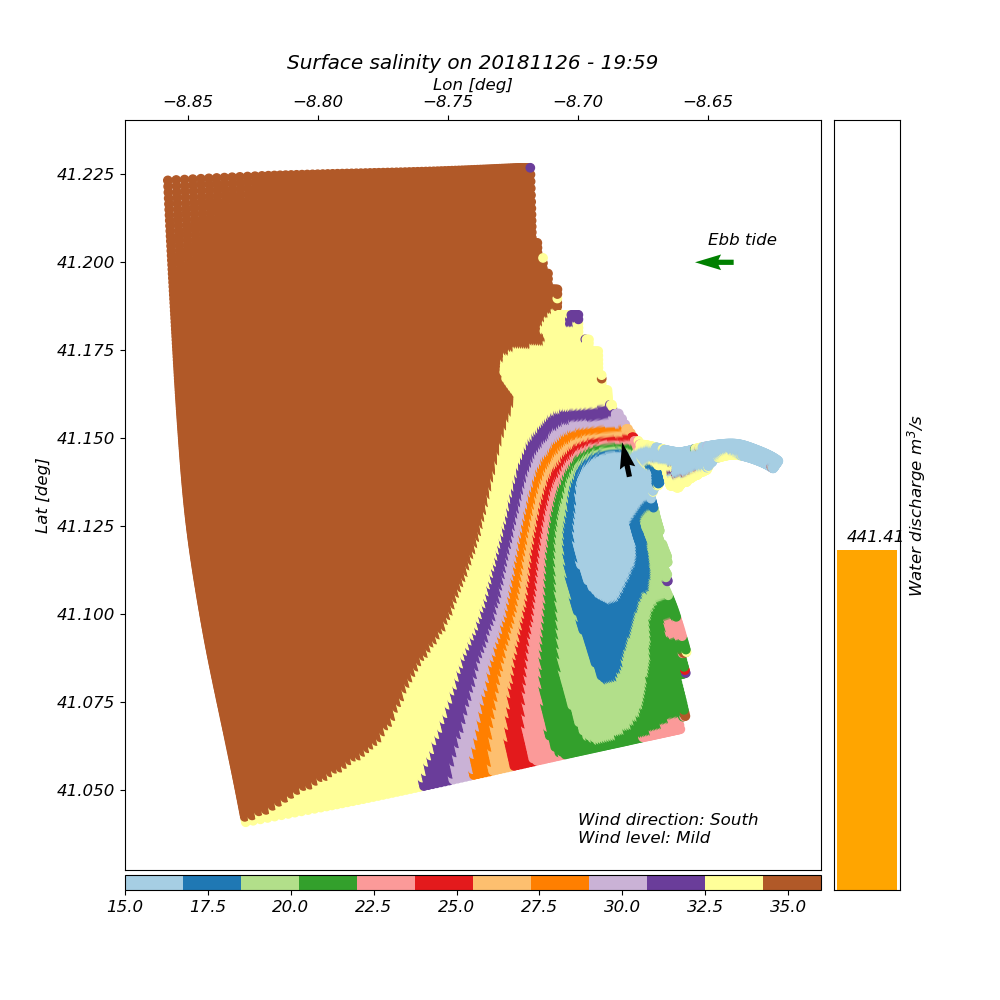 Surface salinity on 20181126 - 19:59
Lon [deg]
−8.85 −8.80 −8.75 −8.70 −8.65
41.225
41.200
41.175
41.150
41.125
41.100
41.075
41.050
Lat [deg]
Ebb tide
441.41
Water discharge m³/s
Wind direction: South
Wind level: Mild
15.0 17.5 20.0 22.5 25.0 27.5 30.0 32.5 35.0